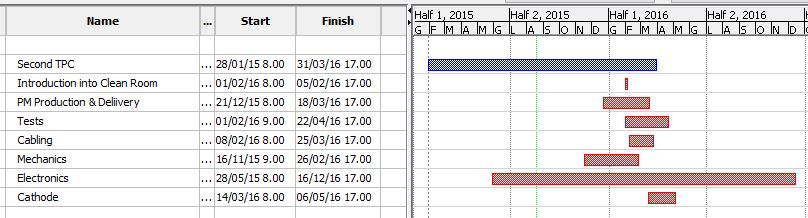 Name ... Start Finish Half 1, 2015 Half 2, 2015 Half 1, 2016 Half 2, 2016
G F M A M G L A S O N D G F M A M G L A S O N D
Second TPC ... 28/01/15 8.00 31/03/16 17.00
Introduction into Clean Room ... 01/02/16 8.00 05/02/16 17.00
PM Production & Deliivery ... 21/12/15 8.00 18/03/16 17.00
Tests ... 01/02/16 9.00 22/04/16 17.00
Cabling ... 08/02/16 8.00 25/03/16 17.00
Mechanics ... 16/11/15 9.00 26/02/16 17.00
Electronics ... 28/05/15 8.00 16/12/16 17.00
Cathode ... 14/03/16 8.00 06/05/16 17.00